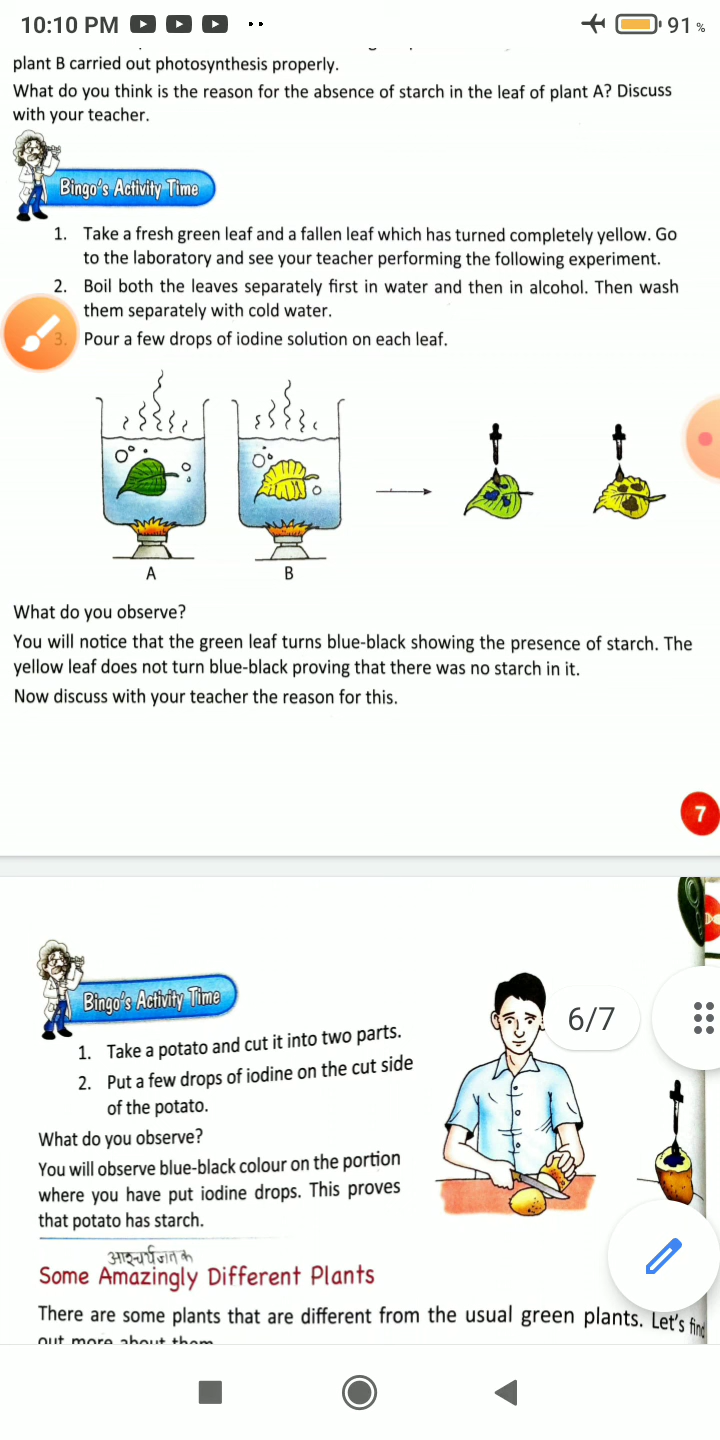 10:10 PM
91%
plant B carried out photosynthesis properly.
What do you think is the reason for the absence of starch in the leaf of plant A? Discuss
with your teacher.
Bingo's Activity Time
1. Take a fresh green leaf and a fallen leaf which has turned completely yellow. Go
to the laboratory and see your teacher performing the following experiment.
2. Boil both the leaves separately first in water and then in alcohol. Then wash
them separately with cold water.
3. Pour a few drops of iodine solution on each leaf.
A
B
What do you observe?
You will notice that the green leaf turns blue-black showing the presence of starch. The
yellow leaf does not turn blue-black proving that there was no starch in it.
Now discuss with your teacher the reason for this.
7
Bingo's Activity Time
6/7
1. Take a potato and cut it into two parts.
2. Put a few drops of iodine on the cut side
of the potato.
What do you observe?
You will observe blue-black colour on the portion
where you have put iodine drops. This proves
that potato has starch.
आश्चर्यजनक
Some Amazingly Different Plants
There are some plants that are different from the usual green plants. Let's find
out more about them